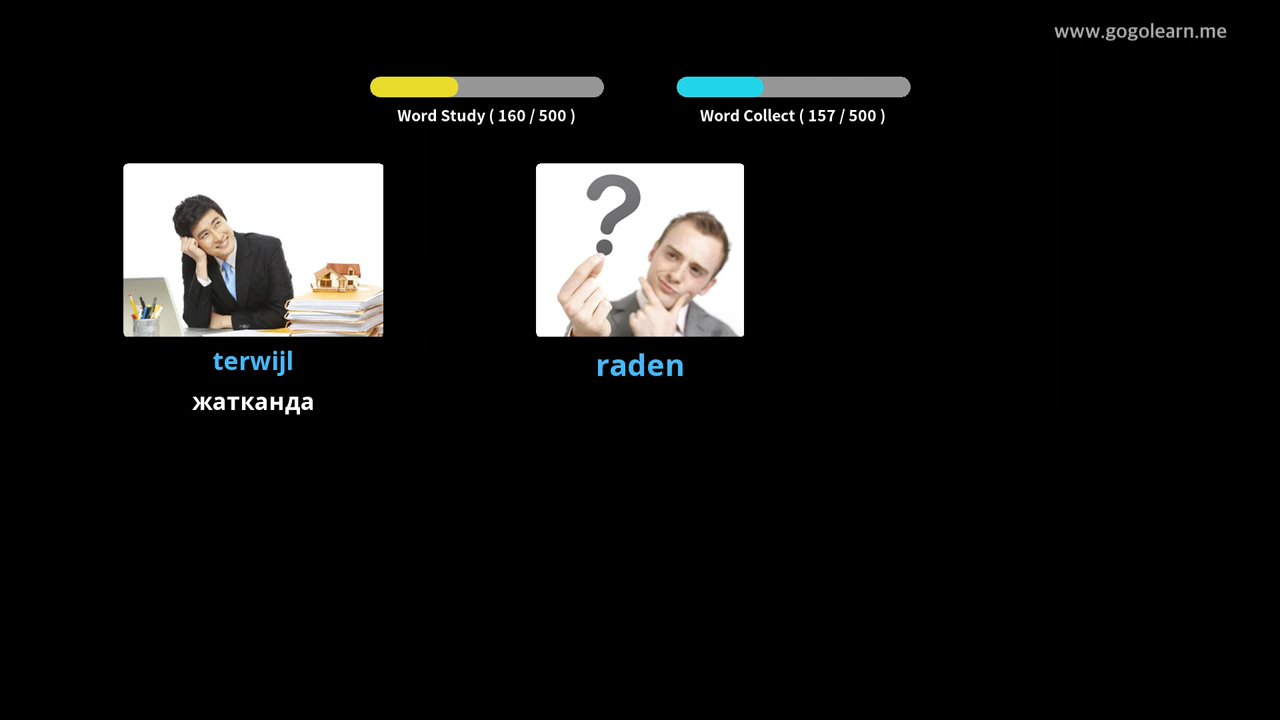 www.gogolearn.me
Word Study ( 160 / 500 )
Word Collect ( 157 / 500 )
terwijl
жатканда
raden